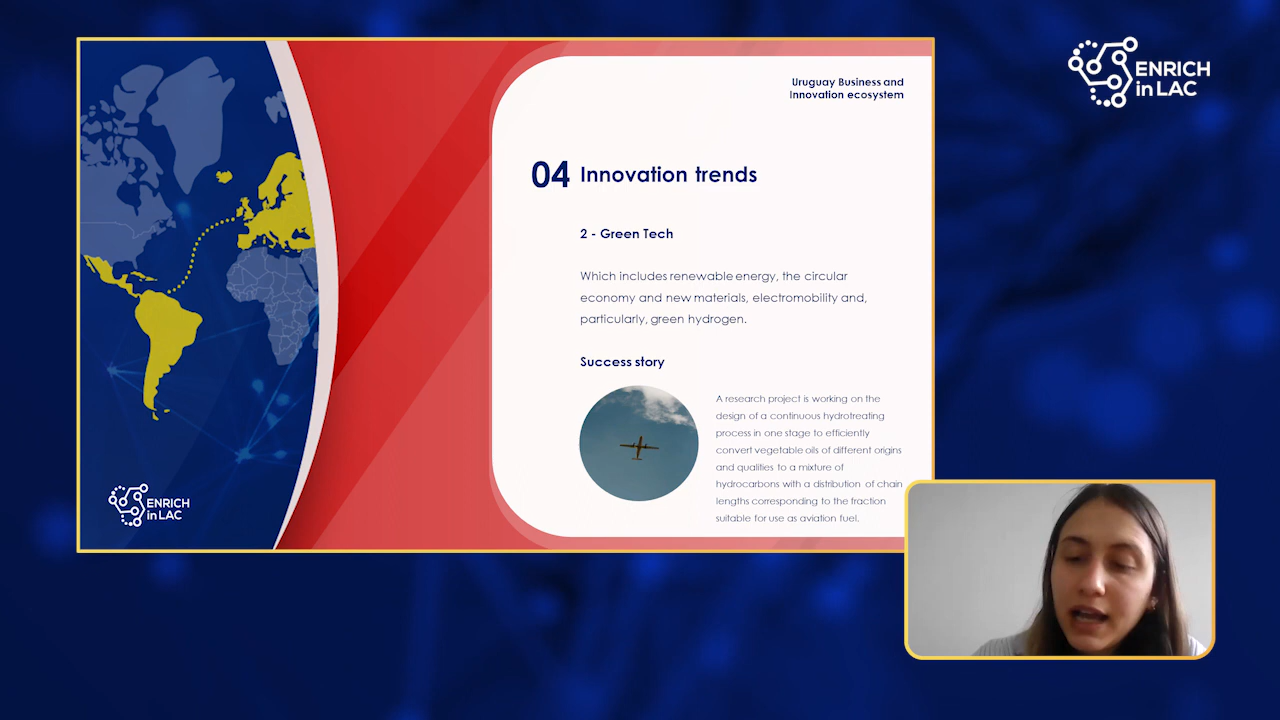 ENRICH
in LAC
Uruguay Business and
Innovation ecosystem
04 Innovation trends
2 - Green Tech
Which includes renewable energy, the circular
economy and new materials, electromobility and,
particularly, green hydrogen.
Success story
A research project is working on the
design of a continuous hydrotreating
process in one stage to efficiently
convert vegetable oils of different origins
and qualities to a mixture of
hydrocarbons with a distribution of chain
lengths corresponding to the fraction
suitable for use as aviation fuel.
ENRICH
in LAC